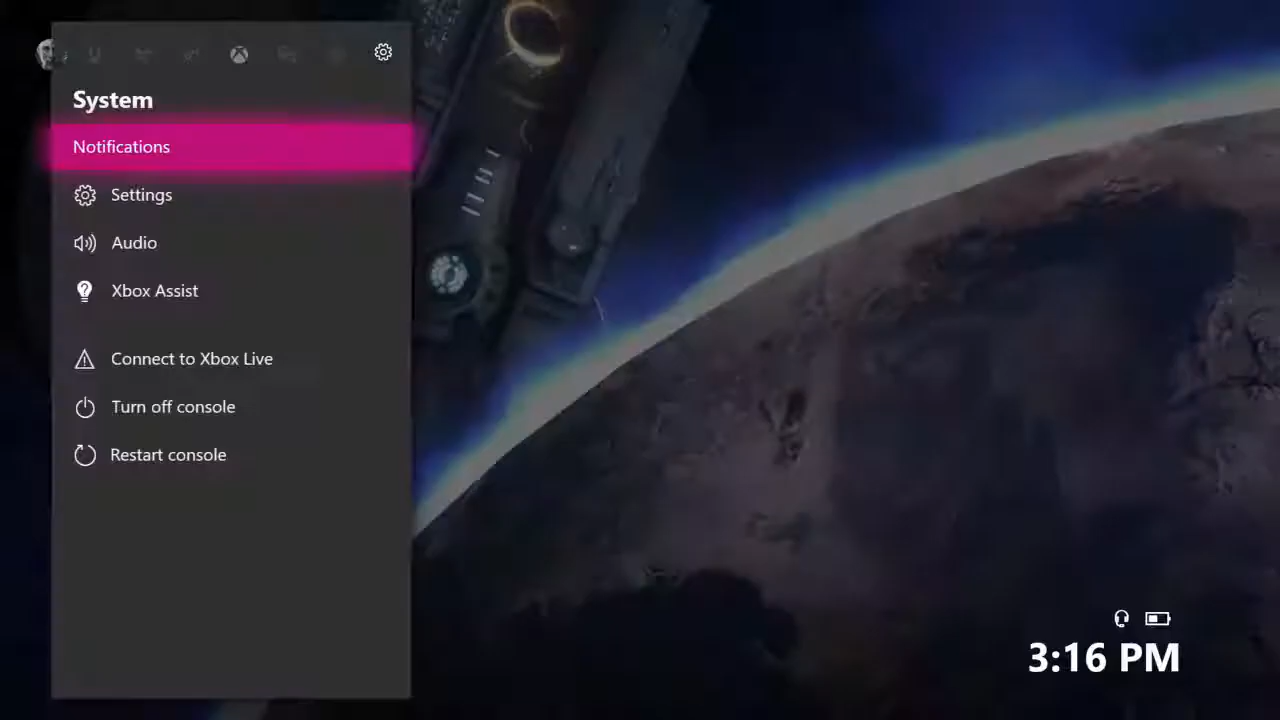 System
Notifications
Settings
Audio
Xbox Assist
Connect to Xbox Live
Turn off console
Restart console
3:16 PM